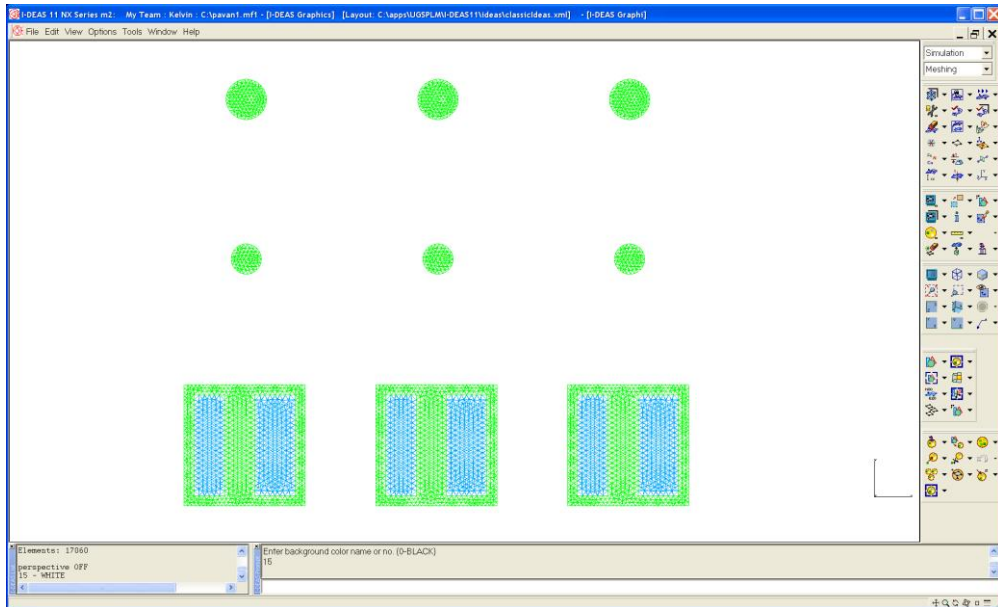 I-DEAS 11 NX Series m2: My Team : Kelvin : C:\pavan1.mf1 - [I-DEAS Graphics] [Layout: C:\apps\UGSPLM\I-DEAS11\ideas\classicIdeas.xml] - [I-DEAS Graphi]
File Edit View Options Tools Window Help
Simulation
Meshing
Elements: 17060
perspective OFF
15 - WHITE
Enter background color name or no. (0-BLACK)
15